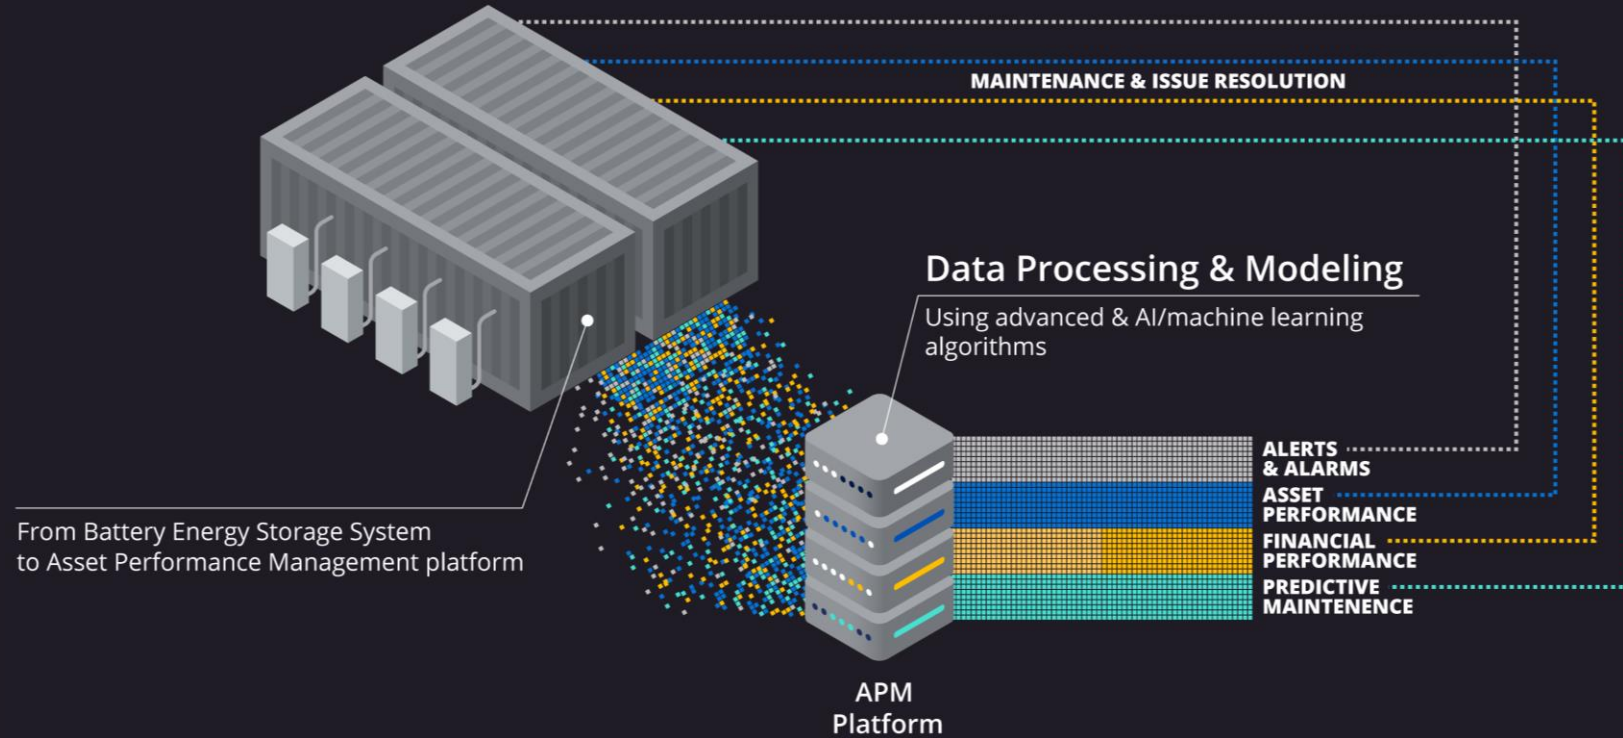 MAINTENANCE & ISSUE RESOLUTION
Data Processing & Modeling
Using advanced & AI/machine learning
algorithms
From Battery Energy Storage System
to Asset Performance Management platform
ALERTS
& ALARMS
ASSET
PERFORMANCE
FINANCIAL
PERFORMANCE
PREDICTIVE
MAINTENENCE
APM
Platform